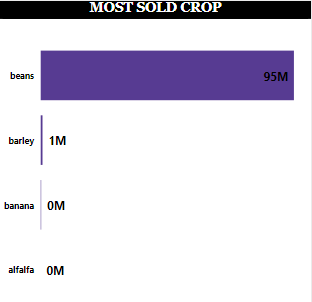 MOST SOLD CROP
beans 95M
barley 1M
banana 0M
alfalfa 0M